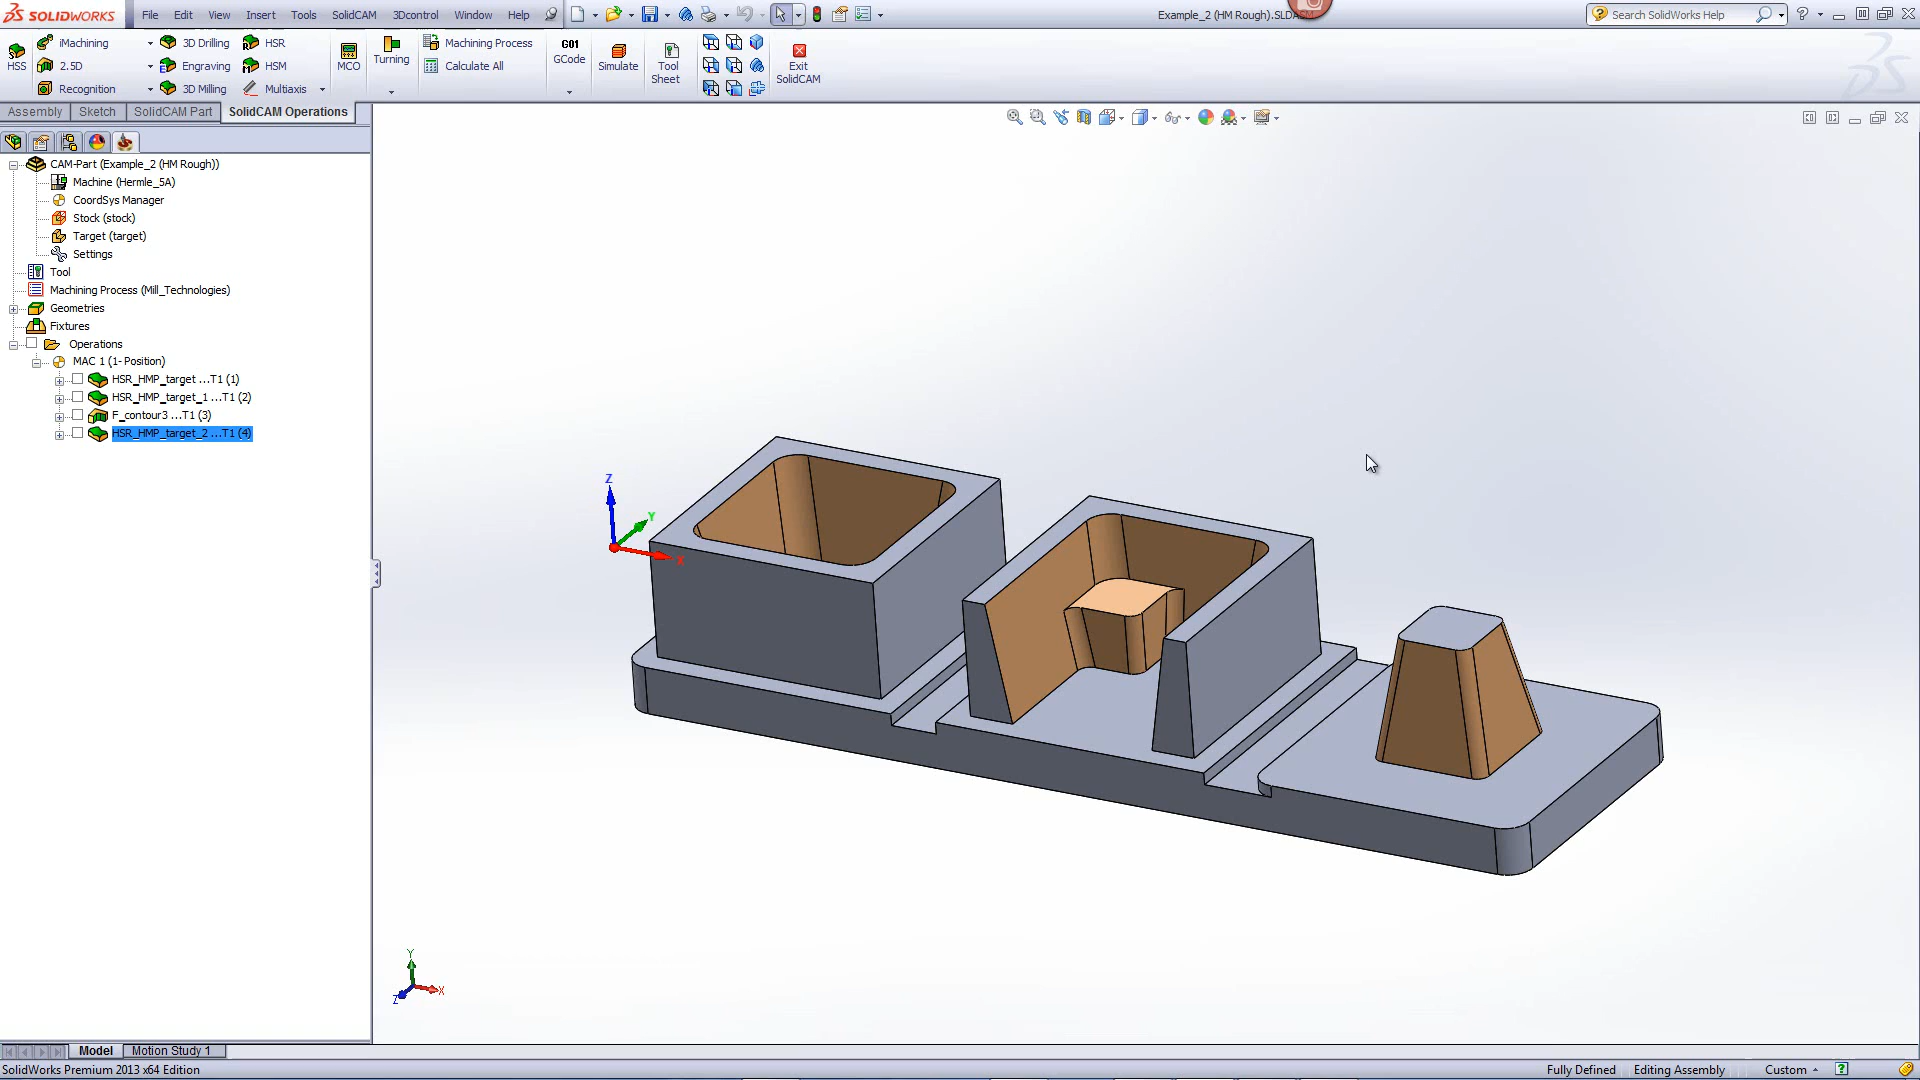 SOLIDWORKS File Edit View Insert Tools SolidCAM 3Dcontrol Window Help Example_2 (HM Rough).SLDASM Search SolidWorks Help
HSS iMachining 3D Drilling HSR MCO Turning Machining Process G01 GCode Simulate Tool Sheet Exit SolidCAM
2.5D Engraving HSM Calculate All
Recognition 3D Milling Multiaxis
Assembly Sketch SolidCAM Part SolidCAM Operations
CAM-Part (Example_2 (HM Rough))
Machine (Hermle_5A)
CoordSys Manager
Stock (stock)
Target (target)
Settings
Tool
Machining Process (Mill_Technologies)
Geometries
Fixtures
Operations
MAC 1 (1- Position)
HSR_HMP_target ...T1 (1)
HSR_HMP_target_1 ...T1 (2)
F_contour3 ...T1 (3)
HSR_HMP_target_2 ...T1 (4)
Z
Y
X
Y
X
Z
Model Motion Study 1
SolidWorks Premium 2013 x64 Edition Fully Defined Editing Assembly Custom